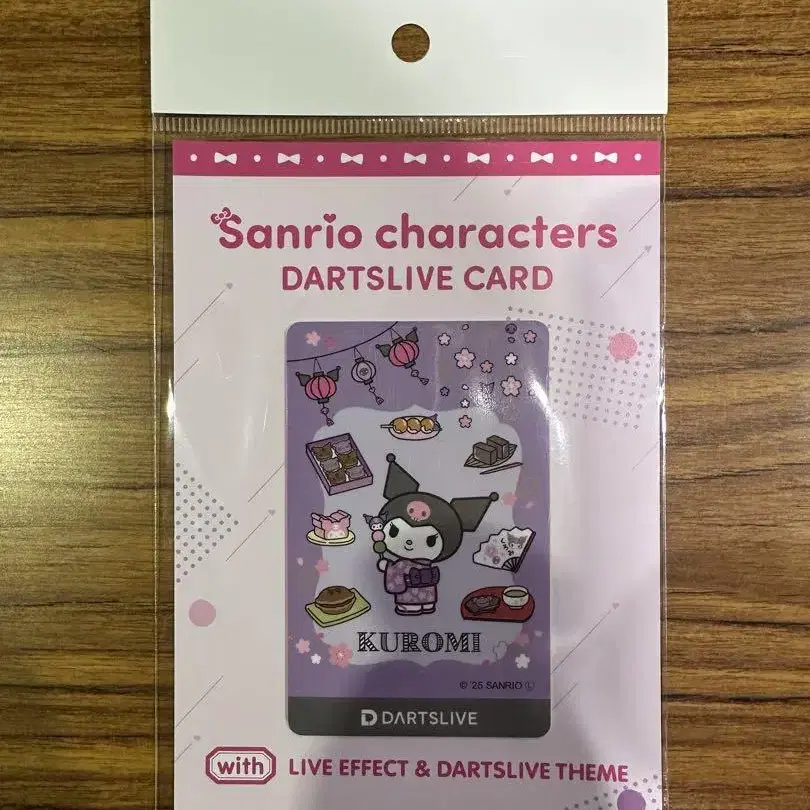 Sanrio characters
DARTSLIVE CARD
KUROMI
© '25 SANRIO Ⓛ
DARTSLIVE
with LIVE EFFECT & DARTSLIVE THEME